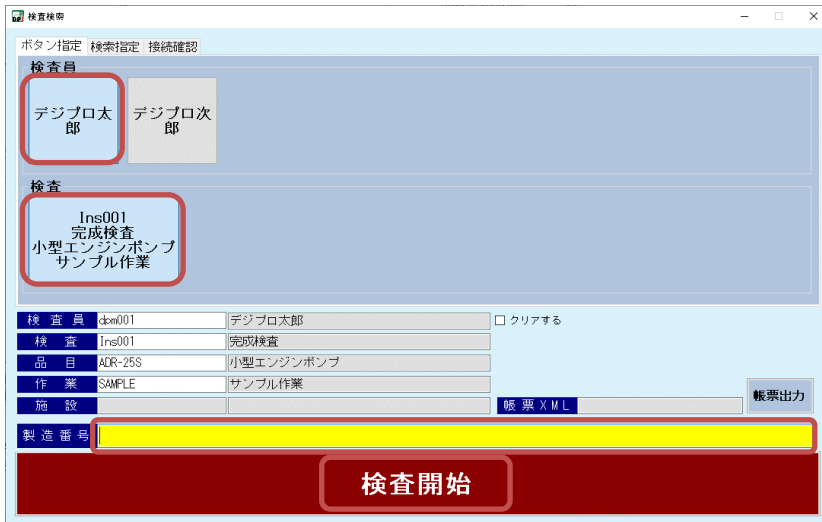 検査検索
ボタン指定 検索指定 接続確認
検査員
デジプロ太
郎
デジプロ次
郎
検査
Ins001
完成検査
小型エンジンポンプ
サンプル作業
検査員 dpm001 デジプロ太郎 クリアする
検査 Ins001 完成検査
品目 ADR-25S 小型エンジンポンプ
作業 SAMPLE サンプル作業
施設 帳票XML 帳票出力
製造番号
検査開始